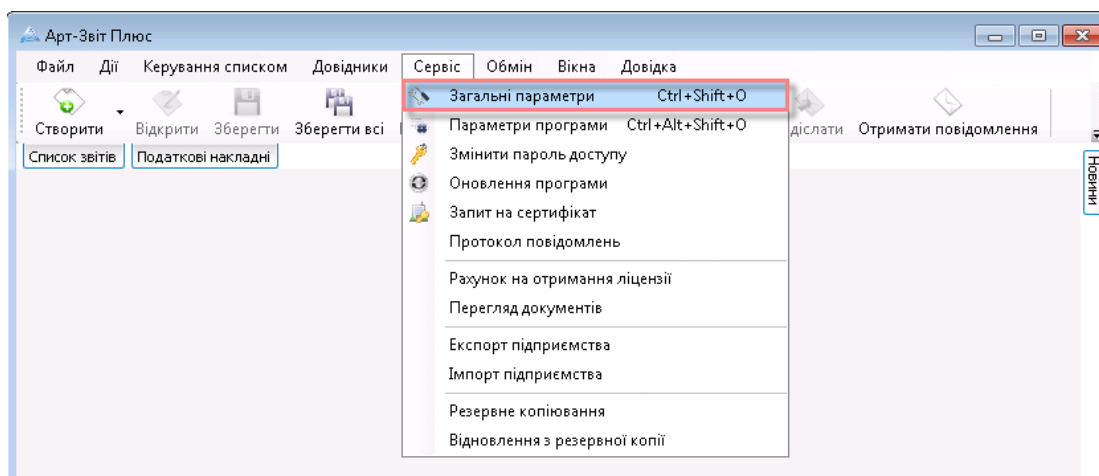 Арт-Звіт Плюс
Файл Дії Керування списком Довідники Сервіс Обмін Вікна Довідка
Створити Відкрити Зберегти Зберегти всі Отримати повідомлення
Список звітів Податкові накладні
Загальні параметри Ctrl+Shift+O
Параметри програми Ctrl+Alt+Shift+O
Змінити пароль доступу
Оновлення програми
Запит на сертифікат
Протокол повідомлень
Рахунок на отримання ліцензії
Перегляд документів
Експорт підприємства
Імпорт підприємства
Резервне копіювання
Відновлення з резервної копії
Новини